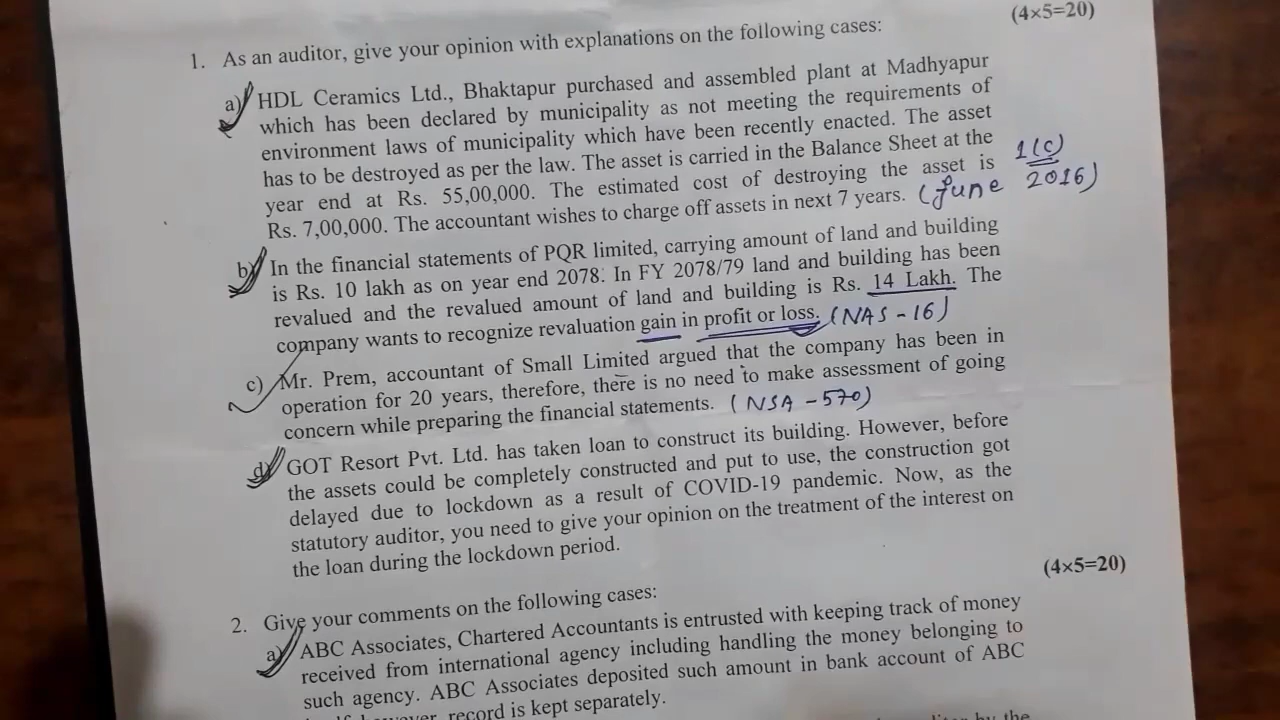 (4×5=20)
1. As an auditor, give your opinion with explanations on the following cases:
a) HDL Ceramics Ltd., Bhaktapur purchased and assembled plant at Madhyapur
which has been declared by municipality as not meeting the requirements of
environment laws of municipality which have been recently enacted. The asset
has to be destroyed as per the law. The asset is carried in the Balance Sheet at the
year end at Rs. 55,00,000. The estimated cost of destroying the asset is
Rs. 7,00,000. The accountant wishes to charge off assets in next 7 years.
1(c)
(June 2016)
b) In the financial statements of PQR limited, carrying amount of land and building
is Rs. 10 lakh as on year end 2078. In FY 2078/79 land and building has been
revalued and the revalued amount of land and building is Rs. 14 Lakh. The
company wants to recognize revaluation gain in profit or loss. (NAS-16)
c) Mr. Prem, accountant of Small Limited argued that the company has been in
operation for 20 years, therefore, there is no need to make assessment of going
concern while preparing the financial statements. (NSA-570)
d) GOT Resort Pvt. Ltd. has taken loan to construct its building. However, before
the assets could be completely constructed and put to use, the construction got
delayed due to lockdown as a result of COVID-19 pandemic. Now, as the
statutory auditor, you need to give your opinion on the treatment of the interest on
the loan during the lockdown period.
(4×5=20)
2. Give your comments on the following cases:
a) ABC Associates, Chartered Accountants is entrusted with keeping track of money
received from international agency including handling the money belonging to
such agency. ABC Associates deposited such amount in bank account of ABC
record is kept separately.
by the